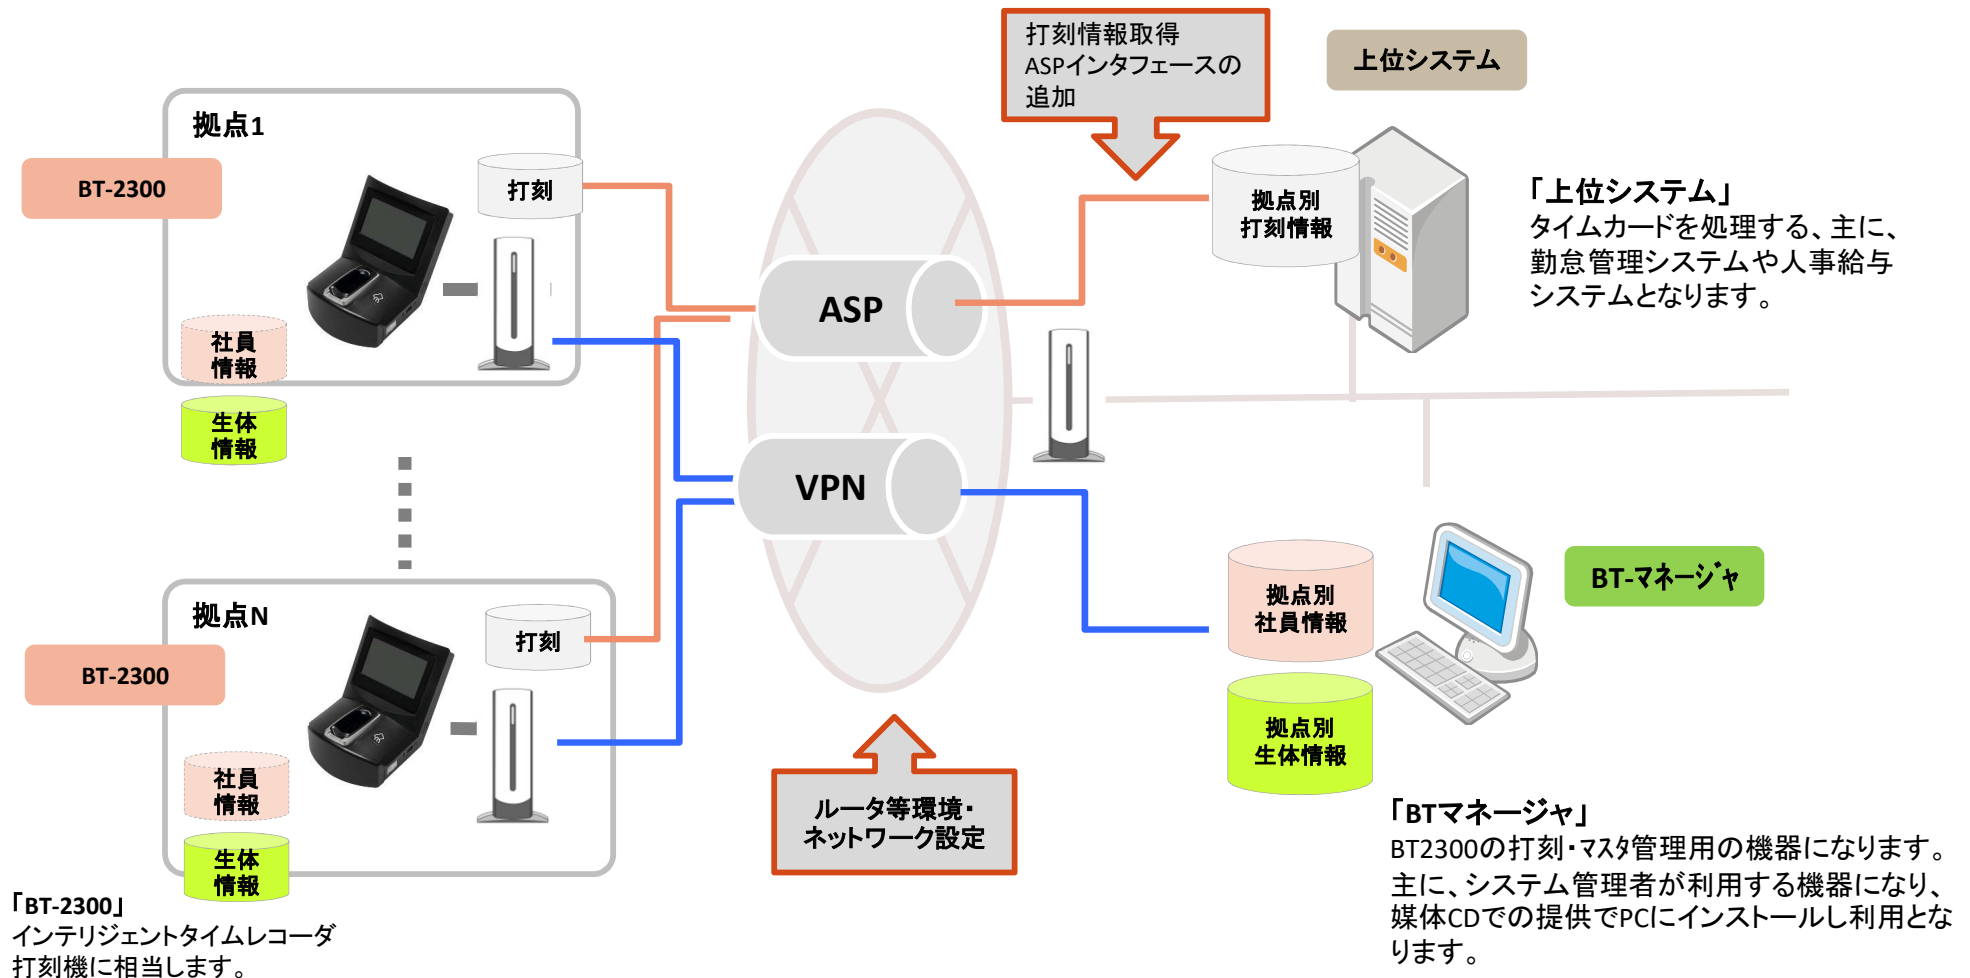 打刻情報取得
ASPインタフェースの
追加
上位システム
拠点1
BT-2300
打刻
社員
情報
生体
情報
ASP
拠点別
打刻情報
「上位システム」
タイムカードを処理する、主に、
勤怠管理システムや人事給与
システムとなります。
VPN
拠点N
BT-2300
打刻
社員
情報
生体
情報
拠点別
社員情報
BT-マネージャ
拠点別
生体情報
ルータ等環境・
ネットワーク設定
「BTマネージャ」
BT2300の打刻・マスタ管理用の機器になります。
主に、システム管理者が利用する機器になり、
媒体CDでの提供でPCにインストールし利用とな
ります。
「BT-2300」
インテリジェントタイムレコーダ
打刻機に相当します。